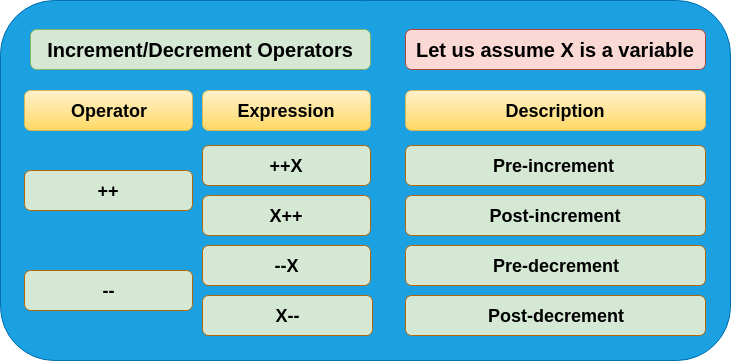 Increment/Decrement Operators
Let us assume X is a variable
Operator
Expression
Description
++
++X
Pre-increment
X++
Post-increment
--
--X
Pre-decrement
X--
Post-decrement